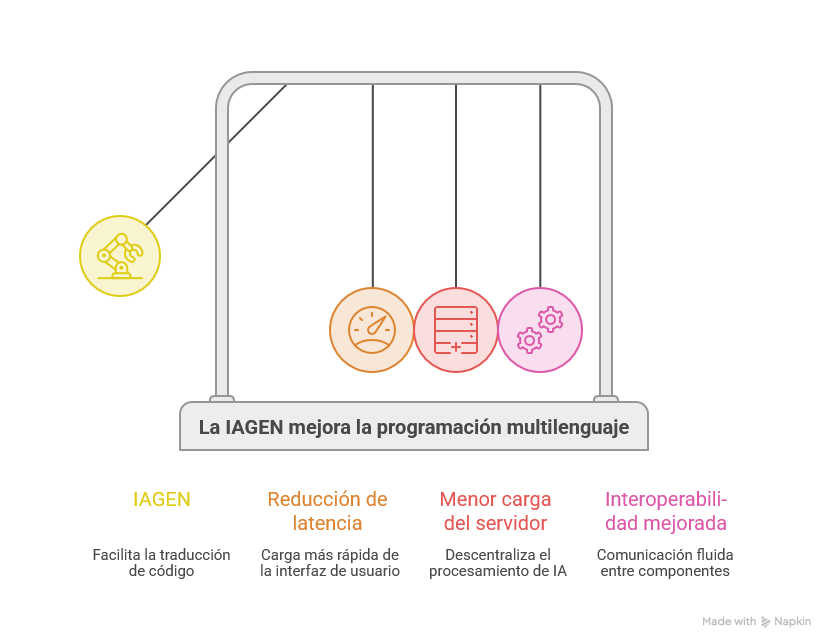 La IAGEN mejora la programación multilenguaje
IAGEN
Facilita la traducción
de código
Reducción de
latencia
Carga más rápida de
la interfaz de usuario
Menor carga
del servidor
Descentraliza el
procesamiento de IA
Interoperabili-
dad mejorada
Comunicación fluida
entre componentes
Made with Napkin